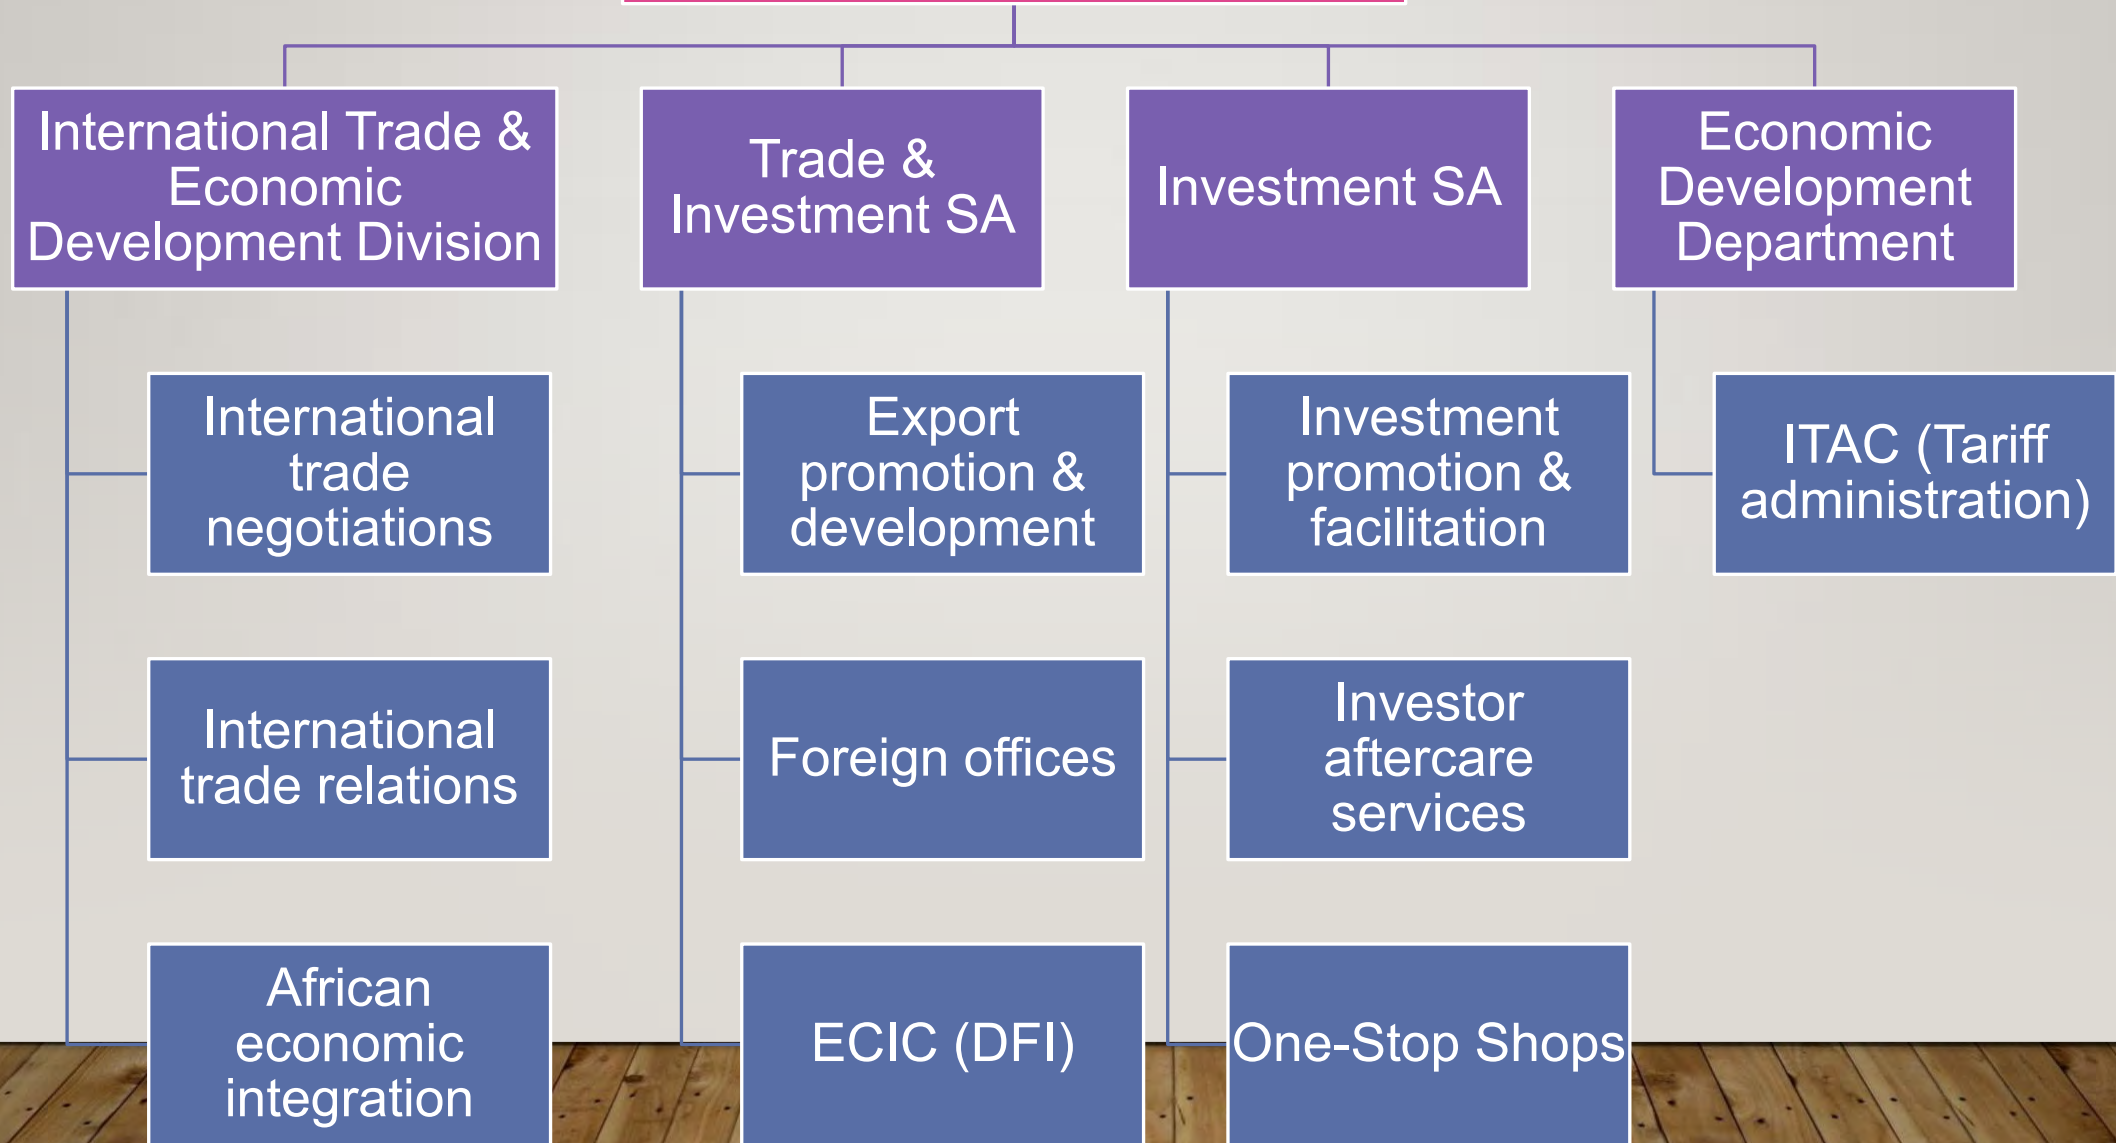 International Trade &
Economic
Development Division
Trade &
Investment SA
Investment SA
Economic
Development
Department
International
trade
negotiations
Export
promotion &
development
Investment
promotion &
facilitation
ITAC (Tariff
administration)
International
trade relations
Foreign offices
Investor
aftercare
services
African
economic
integration
ECIC (DFI)
One-Stop Shops